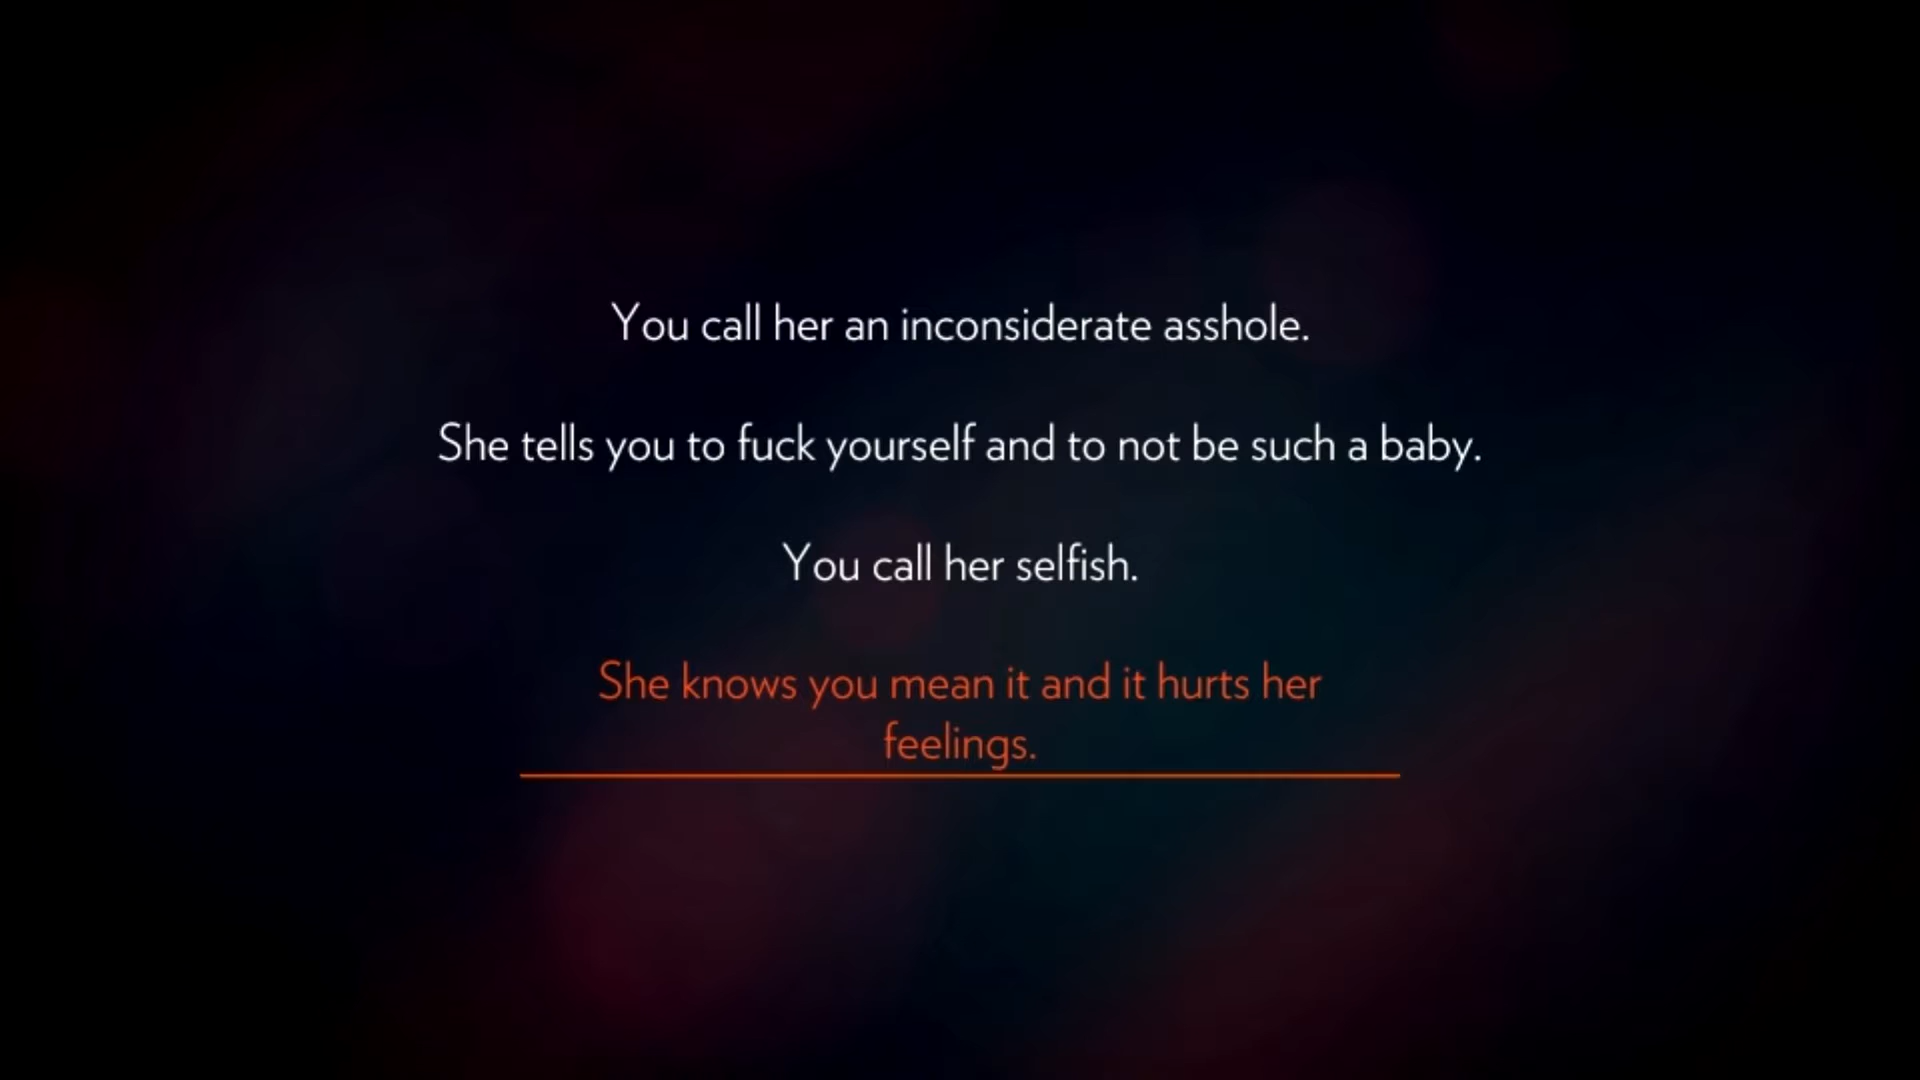 You call her an inconsiderate asshole.
She tells you to fuck yourself and to not be such a baby.
You call her selfish.
She knows you mean it and it hurts her
feelings.